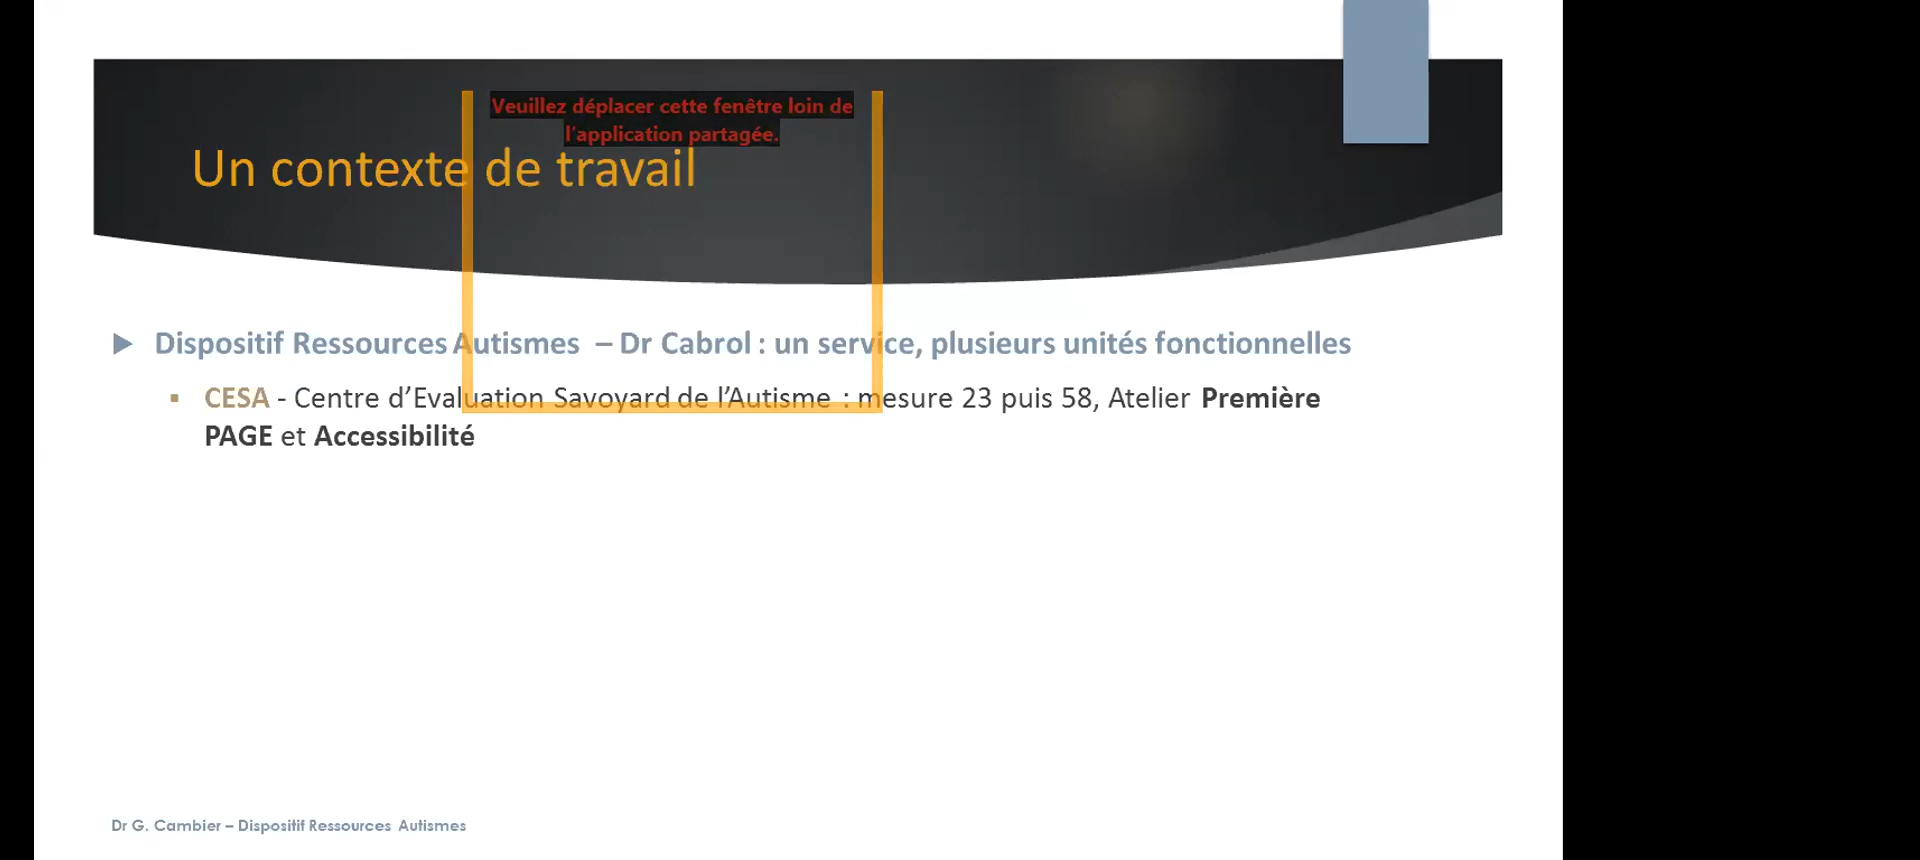 Veuillez déplacer cette fenêtre loin de
l'application partagée.
Un contexte de travail
Dispositif Ressources Autismes – Dr Cabrol : un service, plusieurs unités fonctionnelles
CESA - Centre d’Evaluation Savoyard de l’Autisme : mesure 23 puis 58, Atelier Première
PAGE et Accessibilité
Dr G. Cambier – Dispositif Ressources Autismes